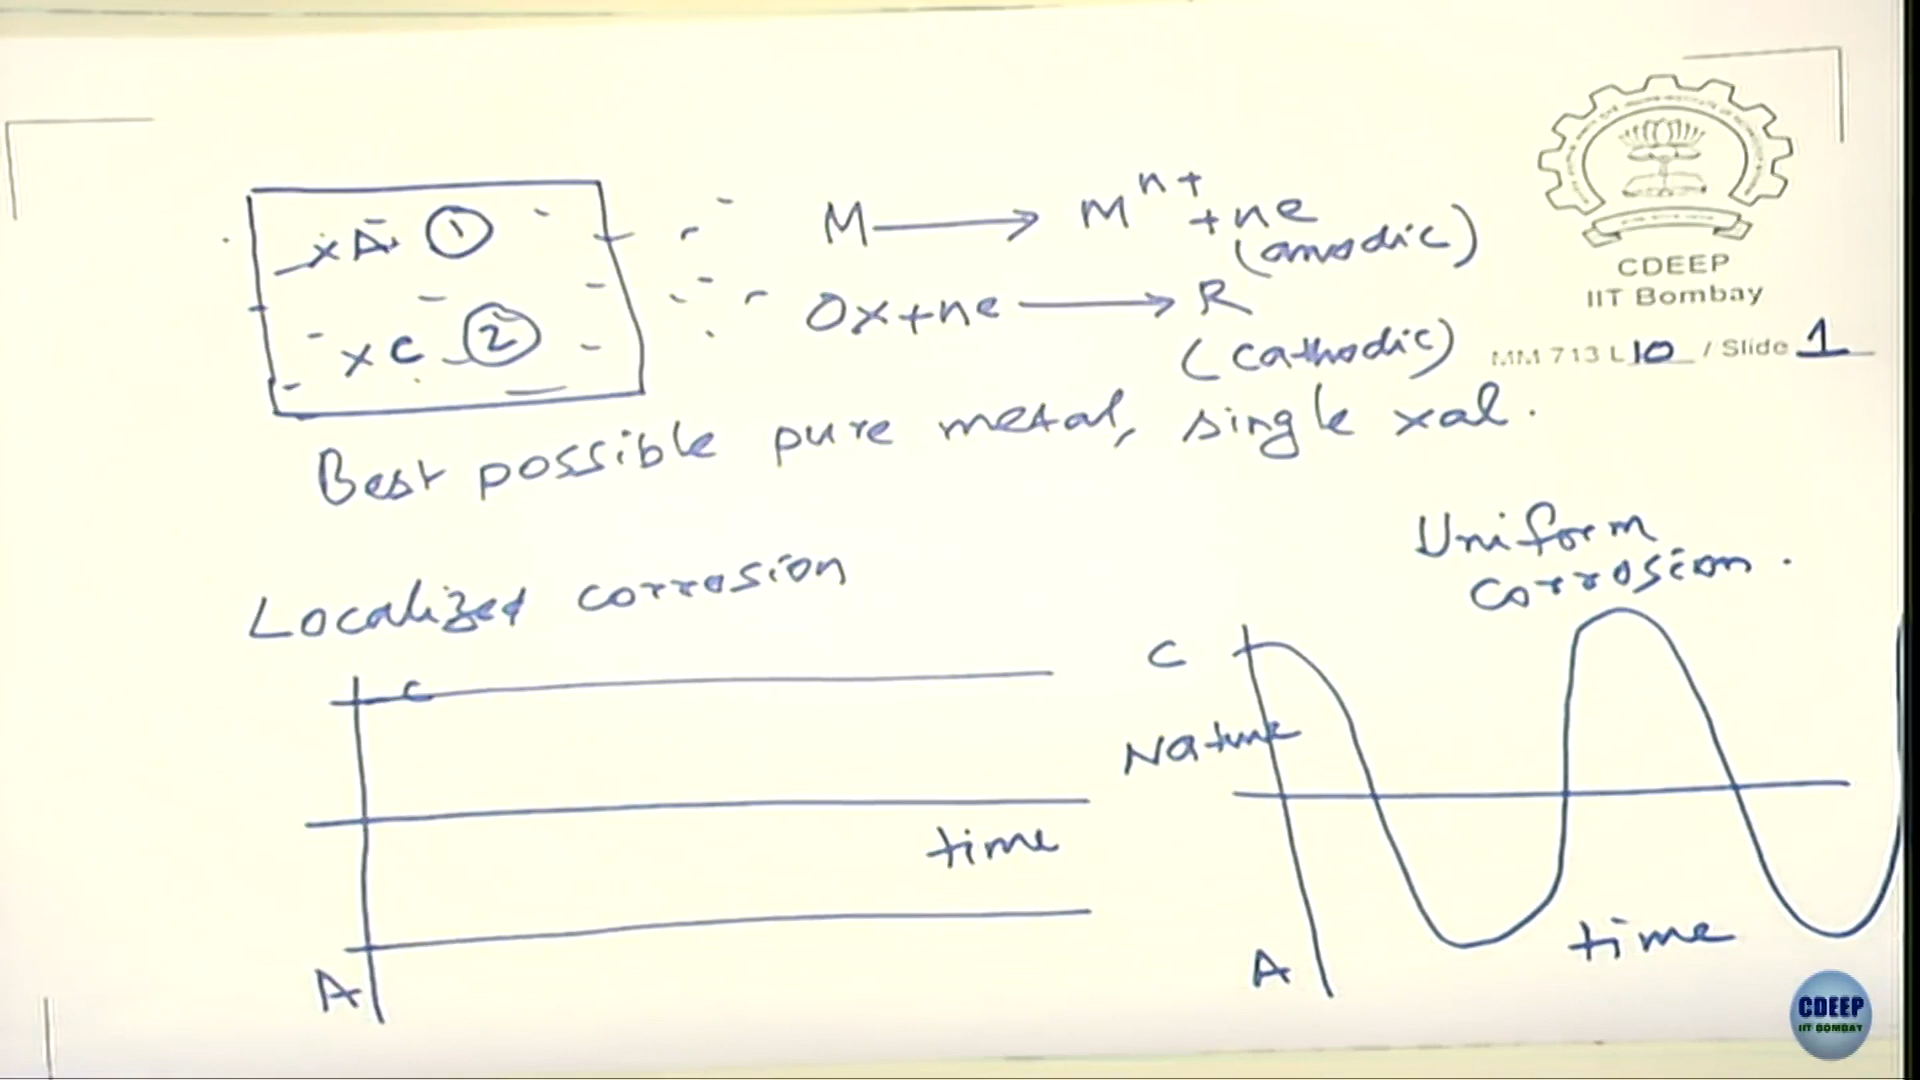 xA ①
xC ②
M → M^n+ + ne
(anodic)
Ox + ne → R
(cathodic)
CDEEP
IIT Bombay
MM 713 L 10 / Slide 1
Best possible pure metal, single xal.
Localized corrosion
C
time
A
Uniform
corrosion.
C
Nature
A
time
CDEEP
IIT BOMBAY